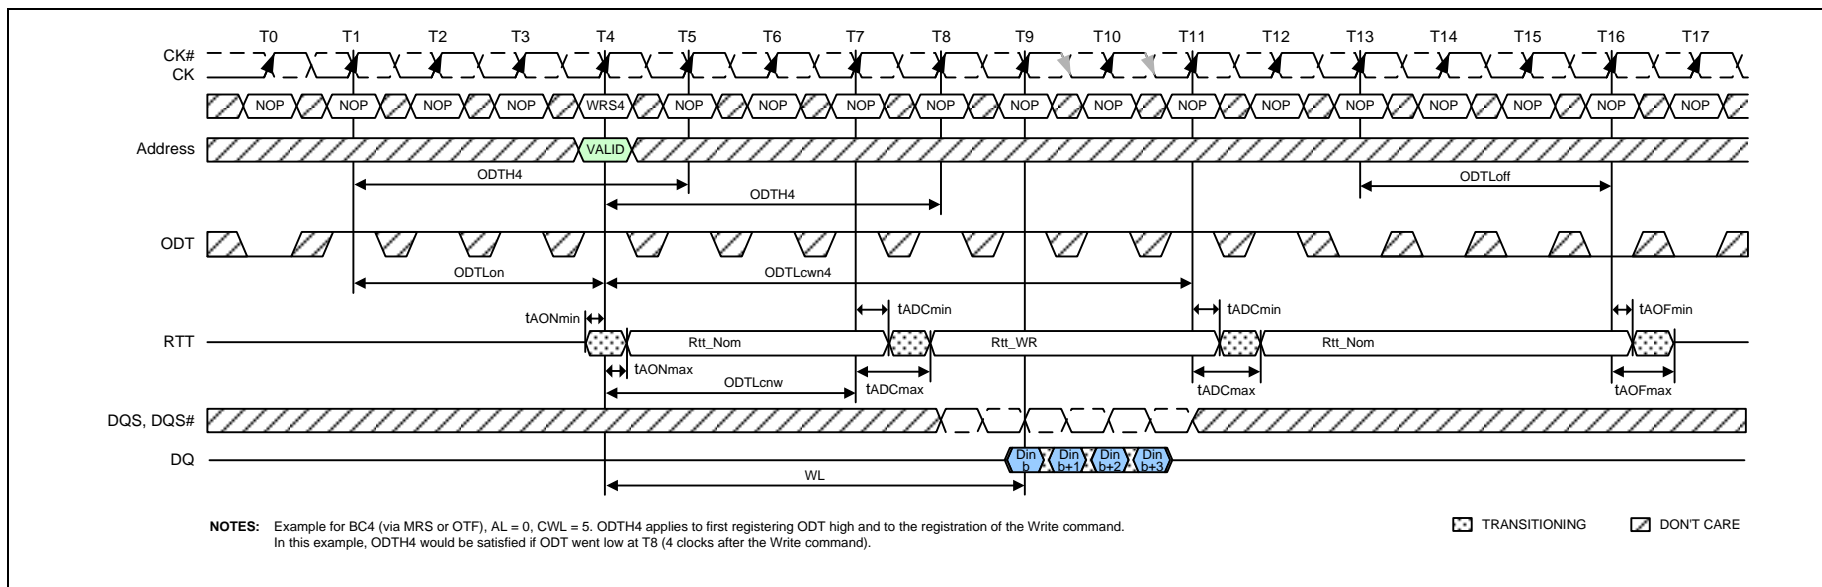 T0 T1 T2 T3 T4 T5 T6 T7 T8 T9 T10 T11 T12 T13 T14 T15 T16 T17
CK#
CK
NOP NOP NOP NOP WRS4 NOP NOP NOP NOP NOP NOP NOP NOP NOP NOP NOP NOP NOP
Address VALID
ODTH4 ODTLoff
ODTH4
ODT
ODTLon ODTLcwn4
tAONmin tADCmin tADCmin tAOFmin
RTT Rtt_Nom Rtt_WR Rtt_Nom
tAONmax ODTLcnw tADCmax tADCmax tAOFmax
DQS, DQS#
DQ Din b Din b+1 Din b+2 Din b+3
WL
NOTES: Example for BC4 (via MRS or OTF), AL = 0, CWL = 5. ODTH4 applies to first registering ODT high and to the registration of the Write command.
In this example, ODTH4 would be satisfied if ODT went low at T8 (4 clocks after the Write command).
TRANSITIONING DON'T CARE